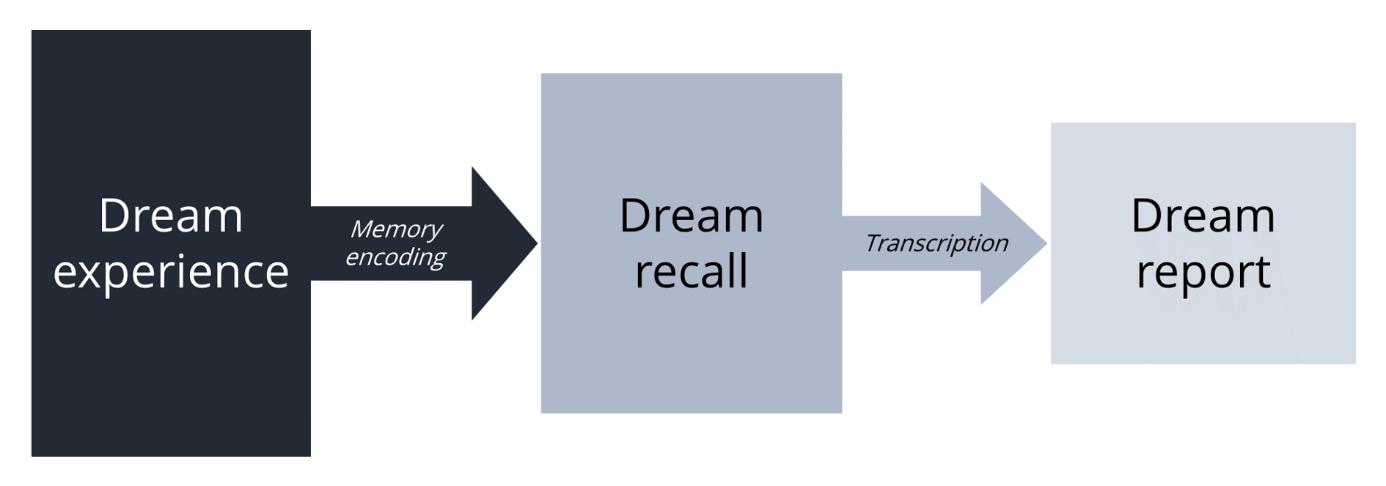 Dream
experience
Memory
encoding
Dream
recall
Transcription
Dream
report